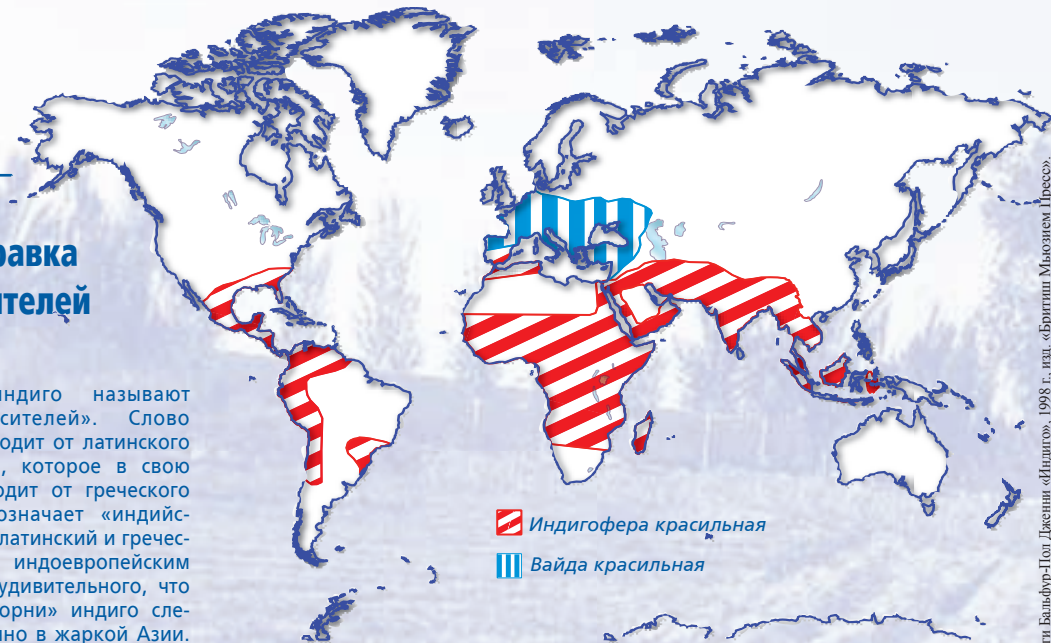 равка
ителей
индиго называют
сителей». Слово
одит от латинского
, которое в свою
одит от греческого
означает «индийс-
латинский и гречес-
индоевропейским
удивительного, что
орни» индиго сле-
но в жаркой Азии.
Индигофера красильная
Вайда красильная
Бальфур-Пол Дженни «Индиго», 1998 г., изд. «Бритиш Мьюзием Пресс».